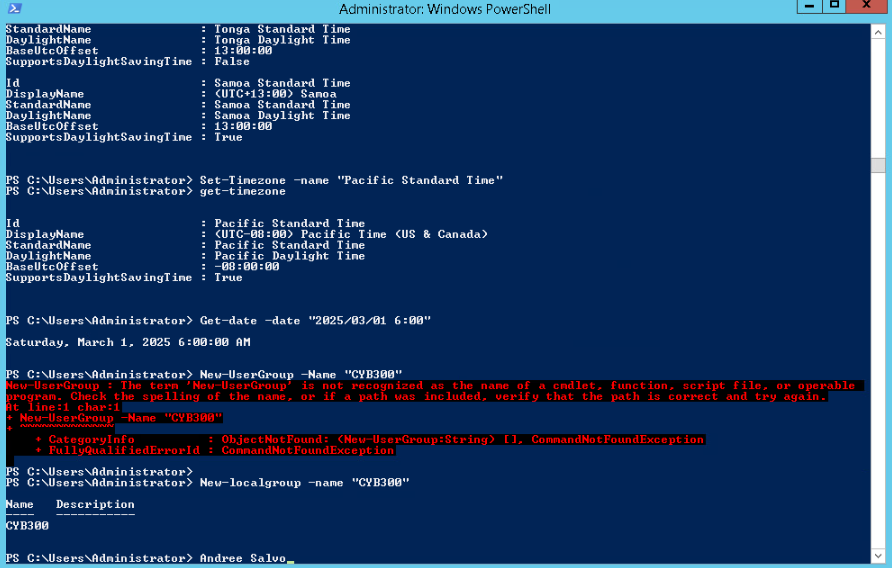 Administrator: Windows PowerShell
StandardName : Tonga Standard Time
DaylightName : Tonga Daylight Time
BaseUtcOffset : 13:00:00
SupportsDaylightSavingTime : False
Id : Samoa Standard Time
DisplayName : (UTC+13:00) Samoa
StandardName : Samoa Standard Time
DaylightName : Samoa Daylight Time
BaseUtcOffset : 13:00:00
SupportsDaylightSavingTime : True
PS C:\Users\Administrator> Set-Timezone -name "Pacific Standard Time"
PS C:\Users\Administrator> get-timezone
Id : Pacific Standard Time
DisplayName : (UTC-08:00) Pacific Time (US & Canada)
StandardName : Pacific Standard Time
DaylightName : Pacific Daylight Time
BaseUtcOffset : -08:00:00
SupportsDaylightSavingTime : True
PS C:\Users\Administrator> Get-date -date "2025/03/01 6:00"
Saturday, March 1, 2025 6:00:00 AM
PS C:\Users\Administrator> New-UserGroup -Name "CYB300"
New-UserGroup : The term 'New-UserGroup' is not recognized as the name of a cmdlet, function, script file, or operable
program. Check the spelling of the name, or if a path was included, verify that the path is correct and try again.
At line:1 char:1
+ New-UserGroup -Name "CYB300"
+ ~~~~~~~~~~~~~
+ CategoryInfo : ObjectNotFound: (New-UserGroup:String) [], CommandNotFoundException
+ FullyQualifiedErrorId : CommandNotFoundException
PS C:\Users\Administrator>
PS C:\Users\Administrator> New-localgroup -name "CYB300"
Name Description
---- -----------
CYB300
PS C:\Users\Administrator> Andree Salvo_